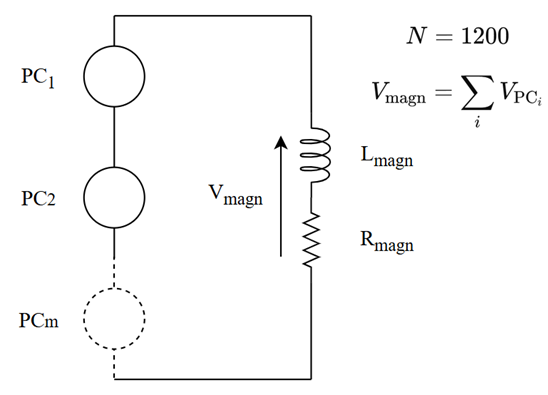 N = 1200
V_magn = ∑_i V_PC_i
PC1
PC2
PCm
V_magn
L_magn
R_magn